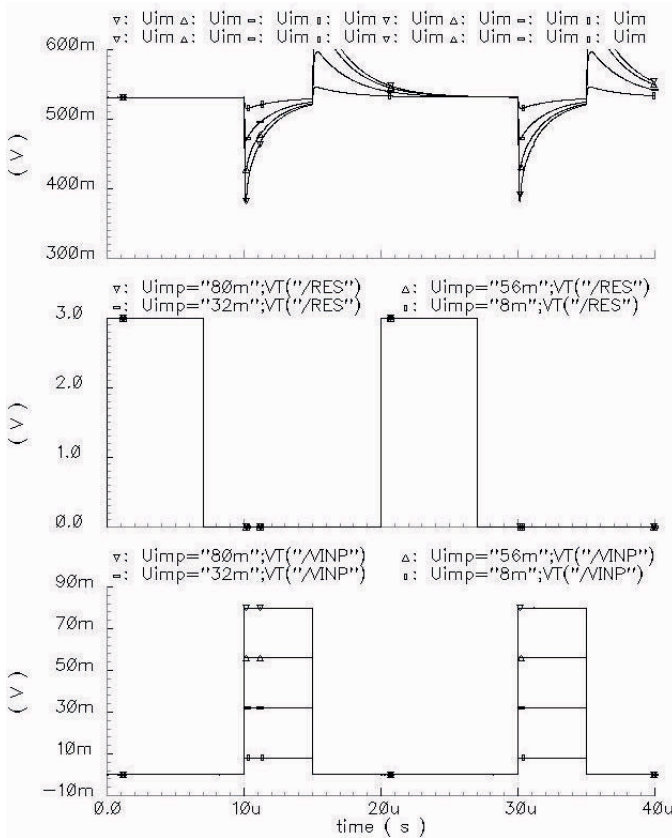 ▽: Uim △: Uim ━: Uim ▯: Uim ▽: Uim △: Uim ━: Uim ▯: Uim
▽: Uim △: Uim ━: Uim ▯: Uim ▽: Uim △: Uim ━: Uim ▯: Uim
600m
500m
400m
300m
(V)
▽: Uimp="80m";VT("/RES") △: Uimp="56m";VT("/RES")
━: Uimp="32m";VT("/RES") ▯: Uimp="8m";VT("/RES")
3.0
2.0
1.0
0.0
(V)
▽: Uimp="80m";VT("/VINP") △: Uimp="56m";VT("/VINP")
━: Uimp="32m";VT("/VINP") ▯: Uimp="8m";VT("/VINP")
90m
70m
50m
30m
10m
-10m
(V)
0.0 10u 20u 30u 40u
time (s)